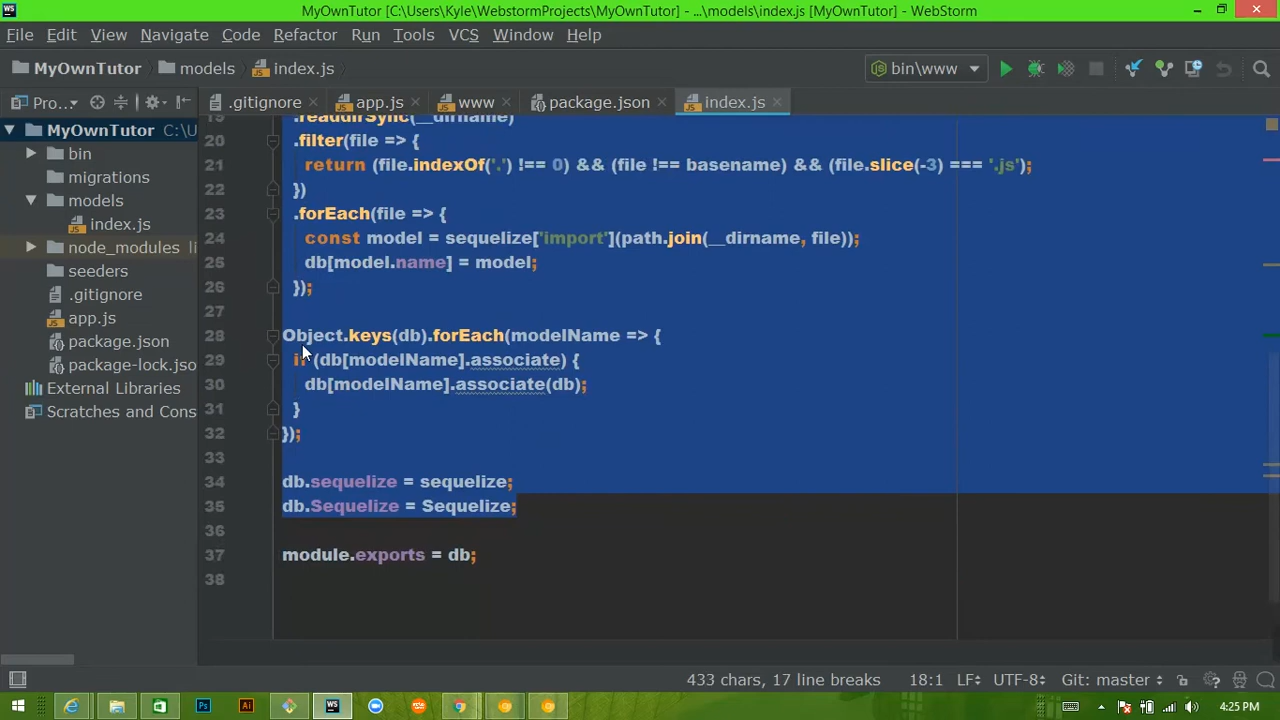 MyOwnTutor [C:\Users\Kyle\WebstormProjects\MyOwnTutor] - ...\models\index.js [MyOwnTutor] - WebStorm
File Edit View Navigate Code Refactor Run Tools VCS Window Help
MyOwnTutor models index.js bin\www
Pro... .gitignore app.js www package.json index.js
MyOwnTutor C:\U
bin
migrations
models
index.js
node_modules li
seeders
.gitignore
app.js
package.json
package-lock.jso
External Libraries
Scratches and Cons
19 .readdirSync(__dirname)
20 .filter(file => {
21 return (file.indexOf('.') !== 0) && (file !== basename) && (file.slice(-3) === '.js');
22 })
23 .forEach(file => {
24 const model = sequelize['import'](path.join(__dirname, file));
25 db[model.name] = model;
26 });
27
28 Object.keys(db).forEach(modelName => {
29 if (db[modelName].associate) {
30 db[modelName].associate(db);
31 }
32 });
33
34 db.sequelize = sequelize;
35 db.Sequelize = Sequelize;
36
37 module.exports = db;
38
433 chars, 17 line breaks 18:1 LF÷ UTF-8÷ Git: master÷
4:25 PM